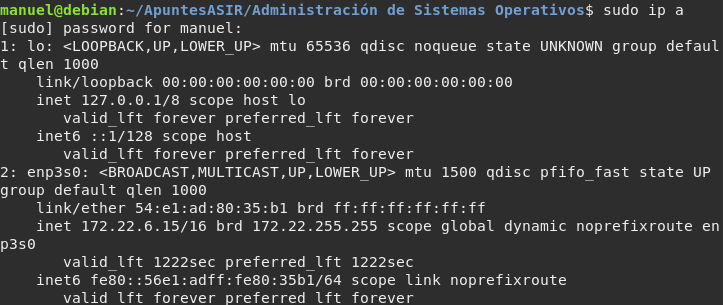 manuel@debian:~/ApuntesASIR/Administración de Sistemas Operativos$ sudo ip a
[sudo] password for manuel:
1: lo: <LOOPBACK,UP,LOWER_UP> mtu 65536 qdisc noqueue state UNKNOWN group defaul
t qlen 1000
    link/loopback 00:00:00:00:00:00 brd 00:00:00:00:00:00
    inet 127.0.0.1/8 scope host lo
       valid_lft forever preferred_lft forever
    inet6 ::1/128 scope host
       valid_lft forever preferred_lft forever
2: enp3s0: <BROADCAST,MULTICAST,UP,LOWER_UP> mtu 1500 qdisc pfifo_fast state UP
group default qlen 1000
    link/ether 54:e1:ad:80:35:b1 brd ff:ff:ff:ff:ff:ff
    inet 172.22.6.15/16 brd 172.22.255.255 scope global dynamic noprefixroute en
p3s0
       valid_lft 1222sec preferred_lft 1222sec
    inet6 fe80::56e1:adff:fe80:35b1/64 scope link noprefixroute
       valid_lft forever preferred_lft forever